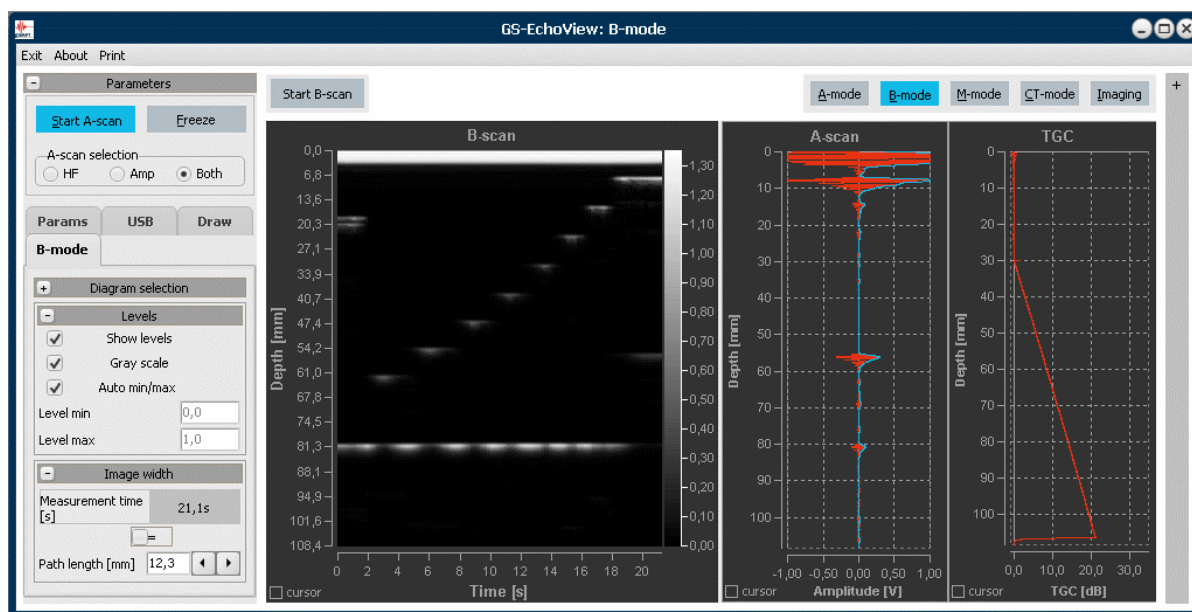 GS-EchoView: B-mode
Exit About Print
Parameters
Start A-scan Freeze
A-scan selection
HF Amp Both
Params USB Draw
B-mode
Diagram selection
Levels
Show levels
Gray scale
Auto min/max
Level min 0,0
Level max 1,0
Image width
Measurement time
[s] 21,1s
=
Path length [mm] 12,3
Start B-scan
A-mode B-mode M-mode CT-mode Imaging
+
B-scan
Depth [mm]
0,0
6,8
13,6
20,3
27,1
33,9
40,7
47,4
54,2
61,0
67,8
74,5
81,3
88,1
94,9
101,6
108,4
0 2 4 6 8 10 12 14 16 18 20
Time [s]
cursor
1,30
1,20
1,10
1,00
0,90
0,80
0,70
0,60
0,50
0,40
0,30
0,20
0,10
0,00
A-scan
Depth [mm]
0
10
20
30
40
50
60
70
80
90
100
-1,00 -0,50 0,00 0,50 1,00
Amplitude [V]
cursor
TGC
Depth [mm]
0
10
20
30
40
50
60
70
80
90
100
0,0 10,0 20,0 30,0
TGC [dB]
cursor